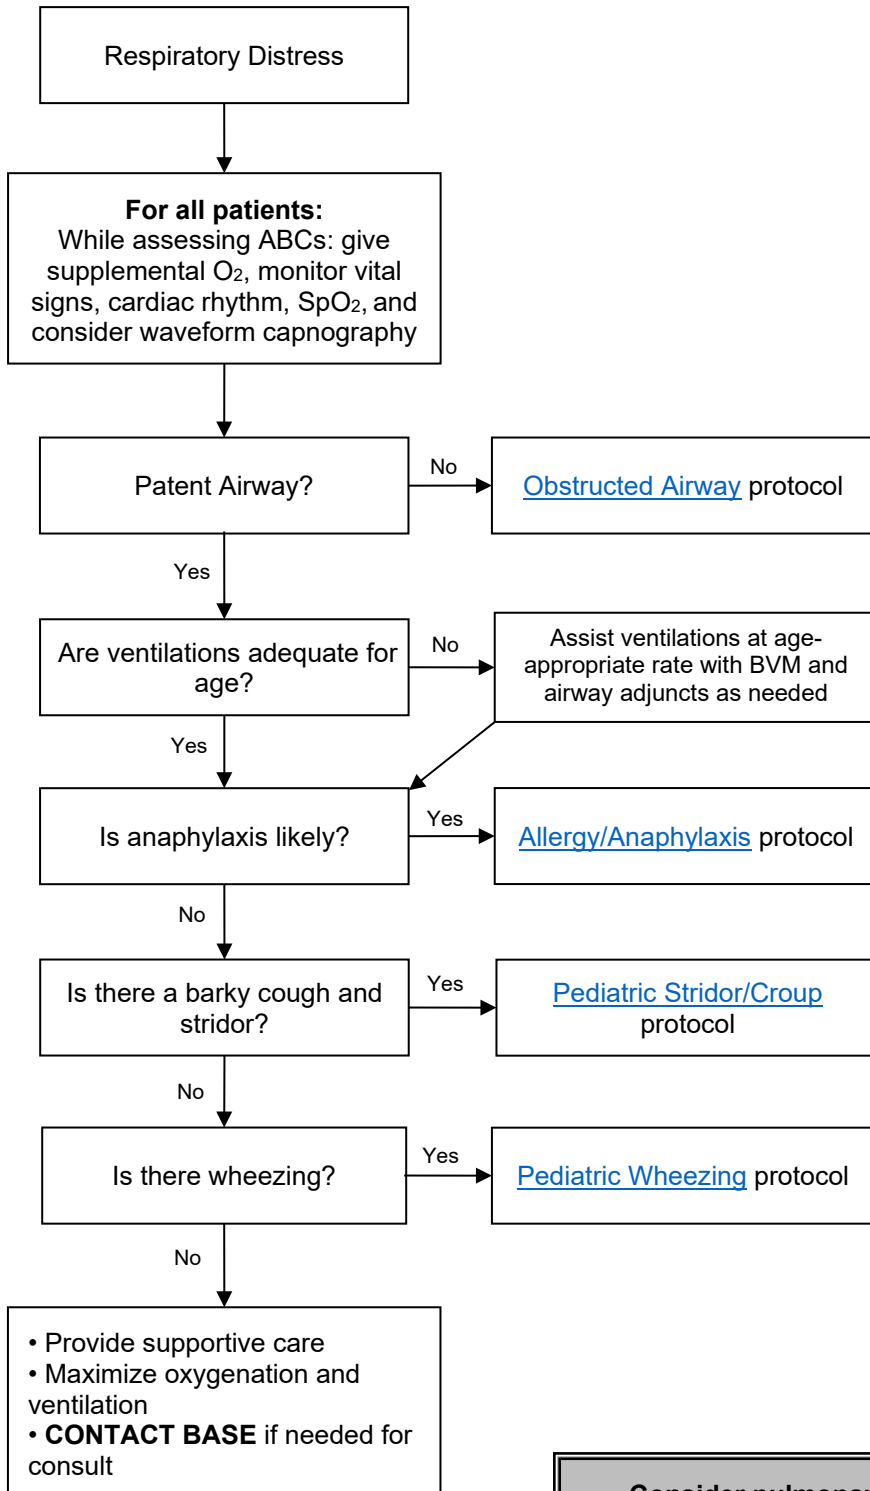 Respiratory Distress
For all patients:
While assessing ABCs: give
supplemental O2, monitor vital
signs, cardiac rhythm, SpO2, and
consider waveform capnography
Patent Airway?
No
Obstructed Airway protocol
Yes
Are ventilations adequate for
age?
No
Assist ventilations at age-
appropriate rate with BVM and
airway adjuncts as needed
Yes
Is anaphylaxis likely?
Yes
Allergy/Anaphylaxis protocol
No
Is there a barky cough and
stridor?
Yes
Pediatric Stridor/Croup
protocol
No
Is there wheezing?
Yes
Pediatric Wheezing protocol
No
• Provide supportive care
• Maximize oxygenation and
ventilation
• CONTACT BASE if needed for
consult
Consider